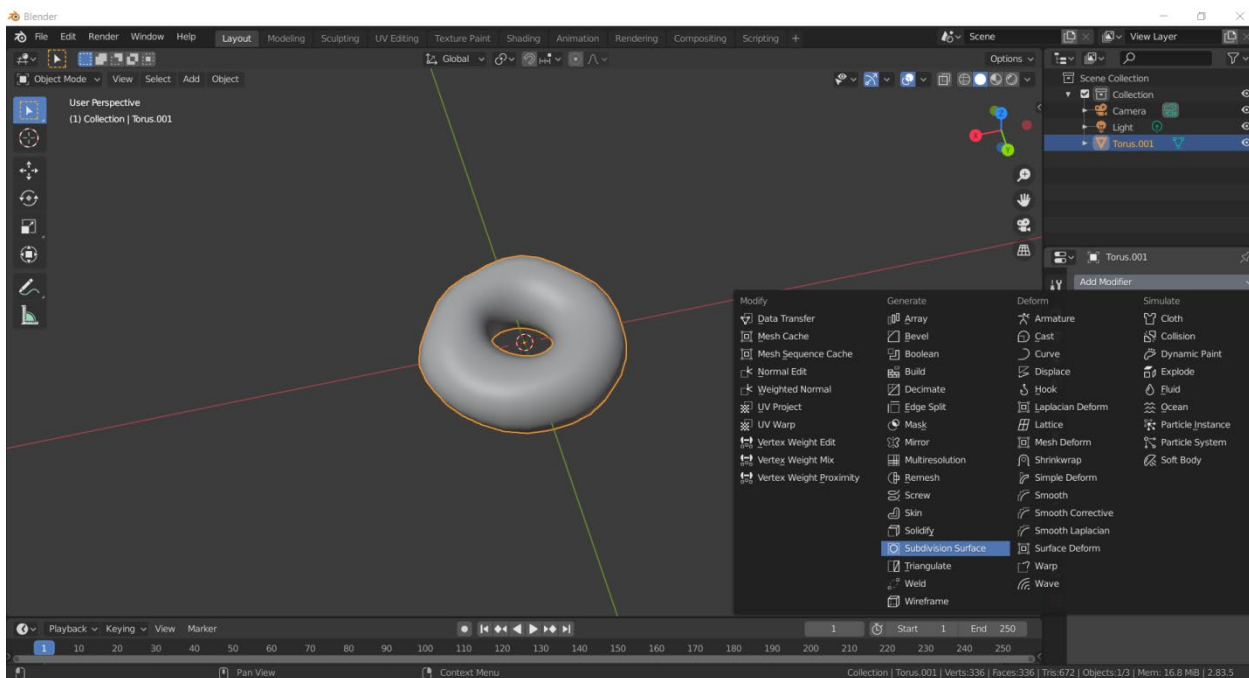 Blender
File Edit Render Window Help Layout Modeling Sculpting UV Editing Texture Paint Shading Animation Rendering Compositing Scripting + Scene View Layer
Global Options
Object Mode View Select Add Object
User Perspective
(1) Collection | Torus.001
X
Z
Y
Scene Collection
Collection
Camera
Light
Torus.001
Torus.001
Add Modifier
Modify Generate Deform Simulate
Data Transfer Array Armature Cloth
Mesh Cache Bevel Cast Collision
Mesh Sequence Cache Boolean Curve Dynamic Paint
Normal Edit Build Displace Explode
Weighted Normal Decimate Hook Fluid
UV Project Edge Split Laplacian Deform Ocean
UV Warp Mask Lattice Particle Instance
Vertex Weight Edit Mirror Mesh Deform Particle System
Vertex Weight Mix Multiresolution Shrinkwrap Soft Body
Vertex Weight Proximity Remesh Simple Deform
Screw Smooth
Skin Smooth Corrective
Solidify Smooth Laplacian
Subdivision Surface Surface Deform
Triangulate Warp
Weld Wave
Wireframe
Playback Keying View Marker 1 Start 1 End 250
1 10 20 30 40 50 60 70 80 90 100 110 120 130 140 150 160 170 180 190 200 210 220 230 240 250
Pan View Context Menu Collection | Torus.001 | Verts:336 | Faces:336 | Tris:672 | Objects:1/3 | Mem: 16.8 MiB | 2.83.5